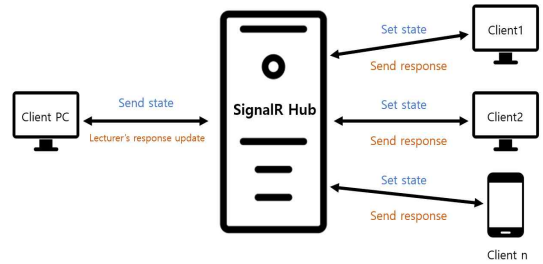 Set state
Client1
Send response
Send state
Client PC
SignalR Hub
Lecturer's response update
Set state
Client2
Send response
Set state
Send response
Client n